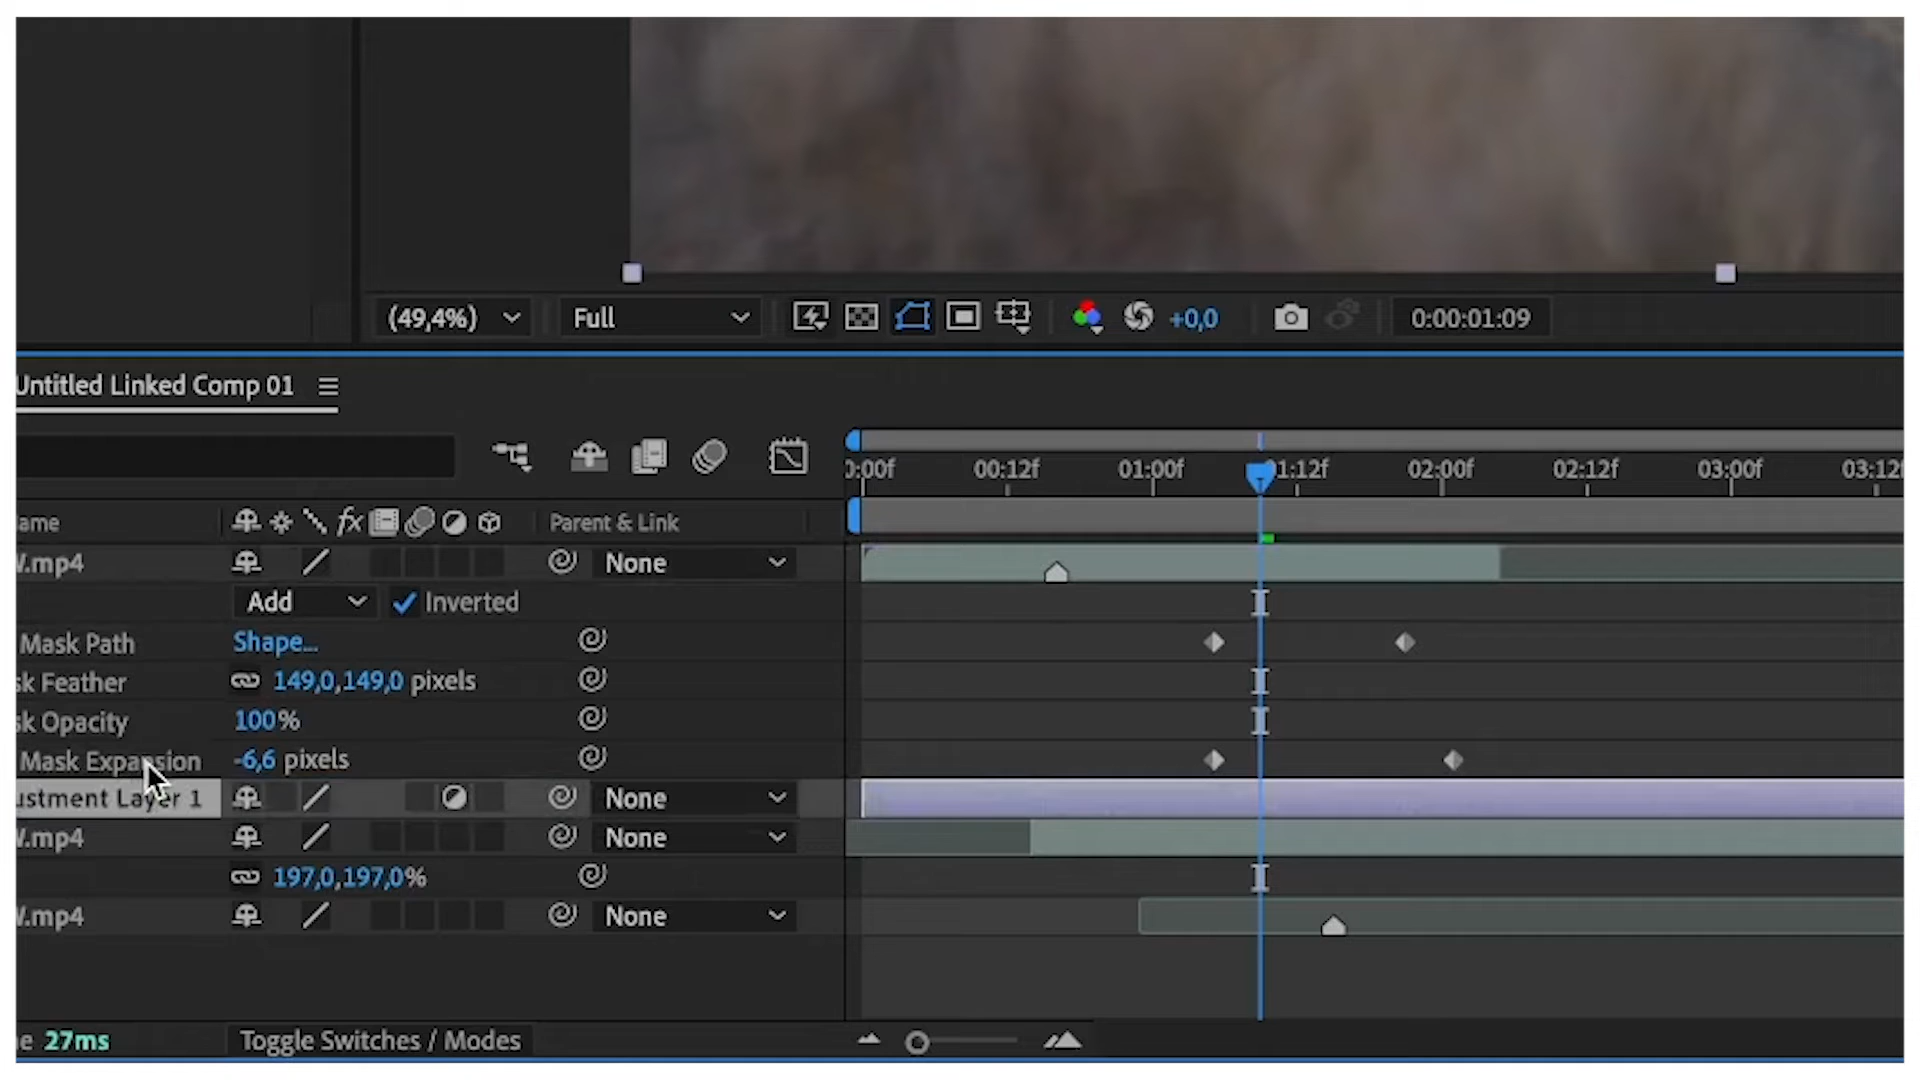 (49,4%) Full +0,0 0:00:01:09
Untitled Linked Comp 01
0:00f 00:12f 01:00f 01:12f 02:00f 02:12f 03:00f 03:12f
ame fx Parent & Link
.mp4 None
Add Inverted
Mask Path Shape...
sk Feather 149,0,149,0 pixels
sk Opacity 100%
Mask Expansion -6,6 pixels
ustment Layer 1 None
.mp4 None
197,0,197,0%
.mp4 None
e 27ms Toggle Switches / Modes